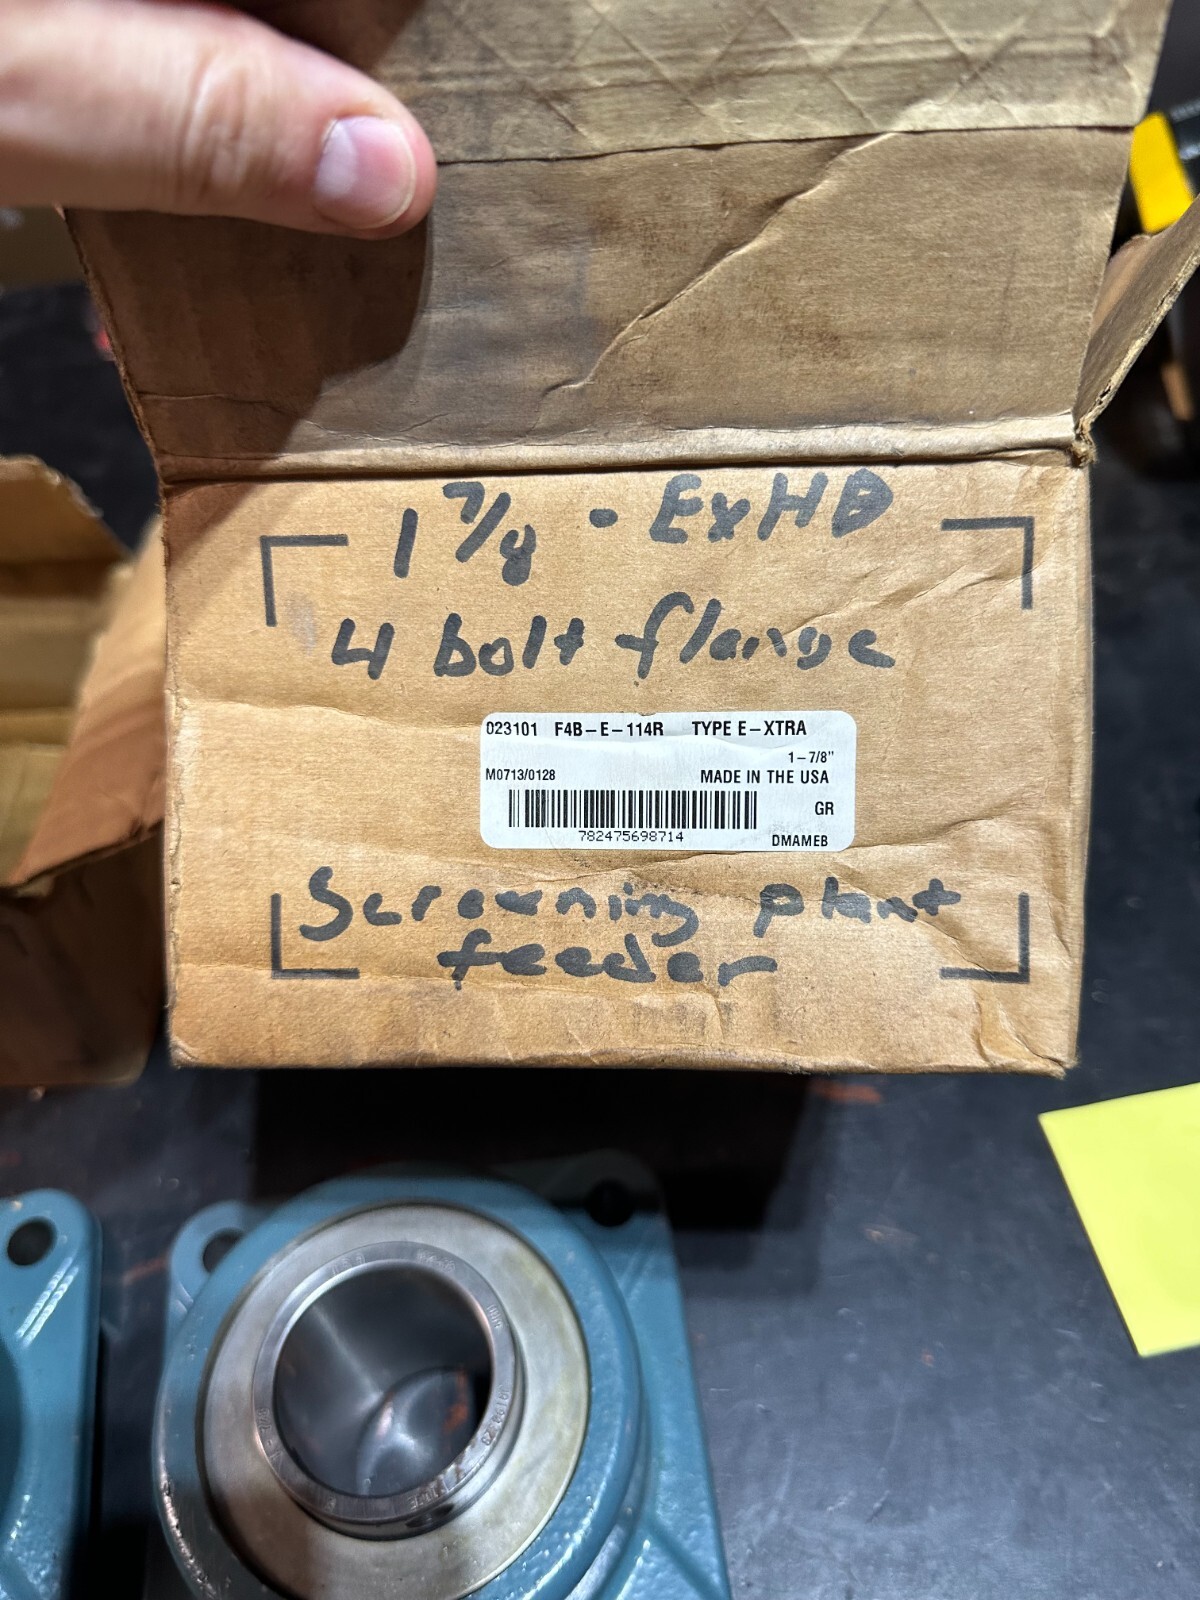 1 7/8 - ExHD
4 bolt flange
023101 F4B-E-114R TYPE E-XTRA
1-7/8"
M0713/0128 MADE IN THE USA
GR
782475698714
DMAMEB
Screening plant
feeder